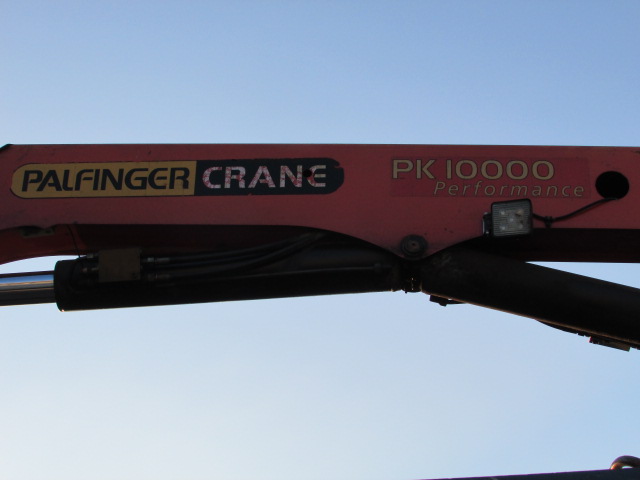 PALFINGER CRANE
PK 10000
Performance